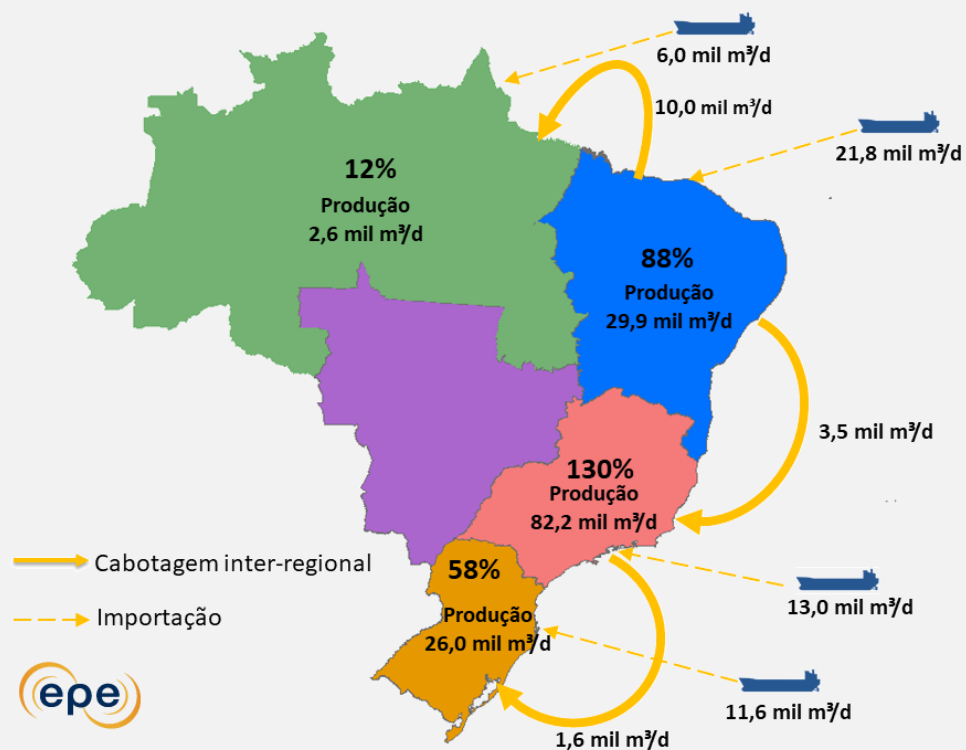 6,0 mil m³/d
10,0 mil m³/d
21,8 mil m³/d
12%
Produção
2,6 mil m³/d
88%
Produção
29,9 mil m³/d
3,5 mil m³/d
130%
Produção
82,2 mil m³/d
Cabotagem inter-regional
58%
13,0 mil m³/d
Importação
Produção
26,0 mil m³/d
epe
11,6 mil m³/d
1,6 mil m³/d